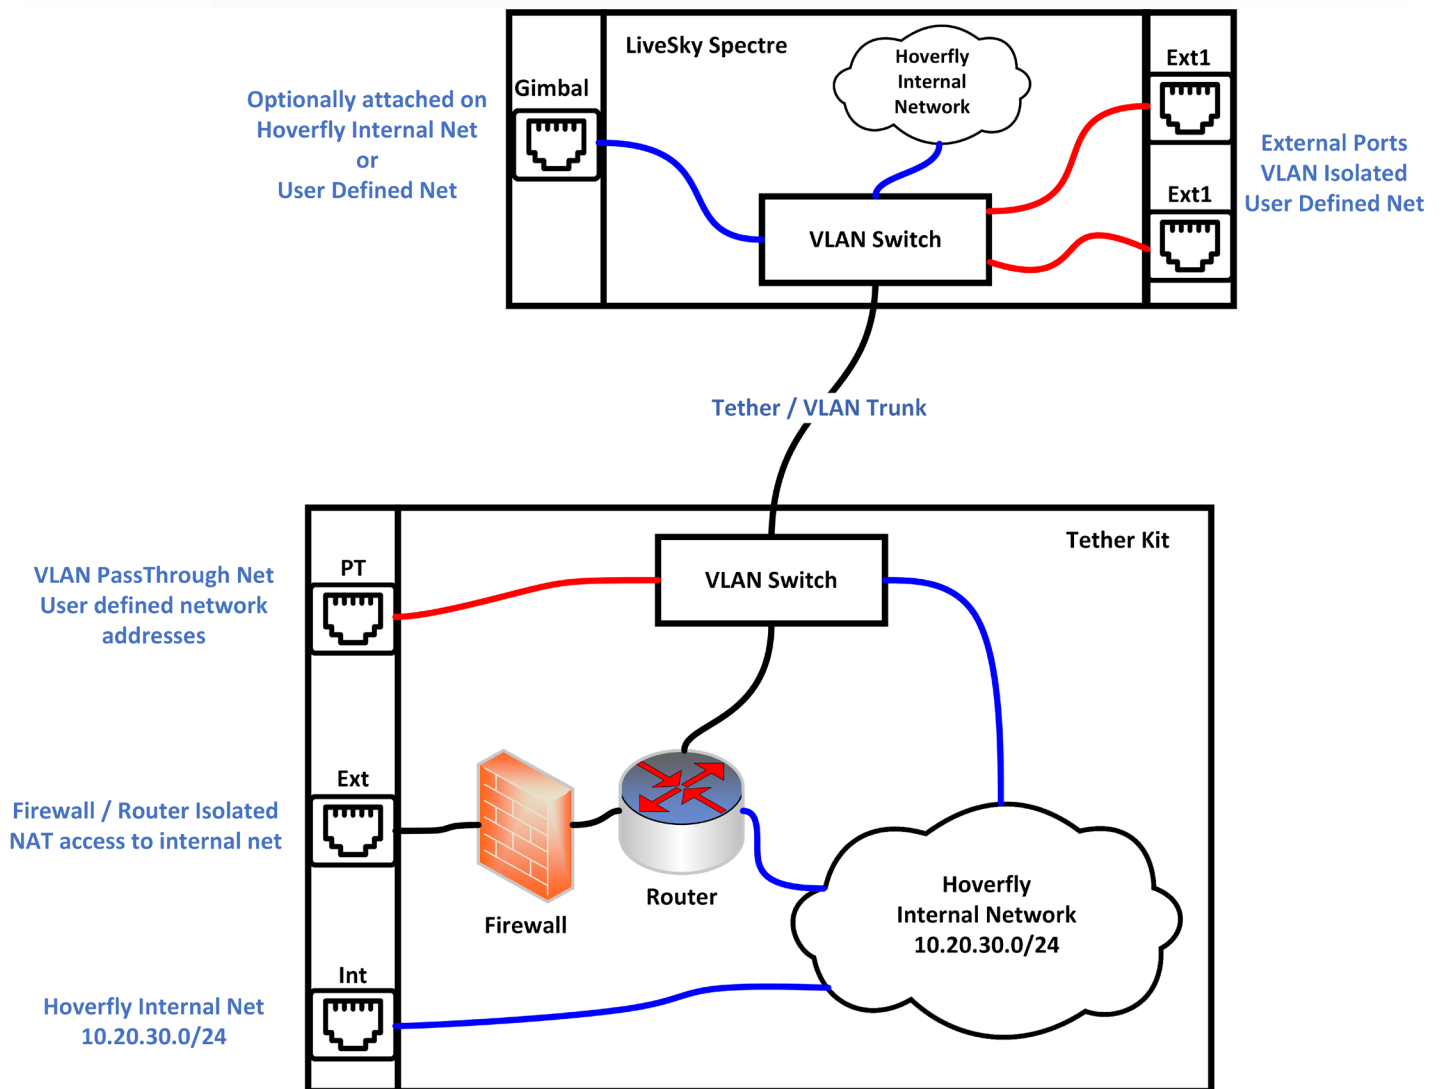 LiveSky Spectre
Hoverfly
Internal
Network
Ext1
Gimbal
Optionally attached on
Hoverfly Internal Net
or
User Defined Net
External Ports
VLAN Isolated
User Defined Net
Ext1
VLAN Switch
Tether / VLAN Trunk
Tether Kit
PT
VLAN PassThrough Net
User defined network
addresses
VLAN Switch
Ext
Firewall / Router Isolated
NAT access to internal net
Firewall
Router
Hoverfly
Internal Network
10.20.30.0/24
Int
Hoverfly Internal Net
10.20.30.0/24